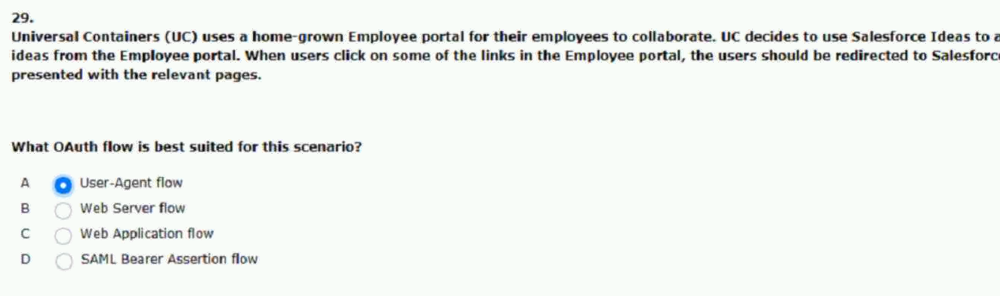 29.
Universal Containers (UC) uses a home-grown Employee portal for their employees to collaborate. UC decides to use Salesforce Ideas to
ideas from the Employee portal. When users click on some of the links in the Employee portal, the users should be redirected to
presented with the relevant pages.
What OAuth flow is best suited for this scenario?
A User-Agent flow
B Web Server flow
C Web Application flow
D SAML Bearer Assertion flow